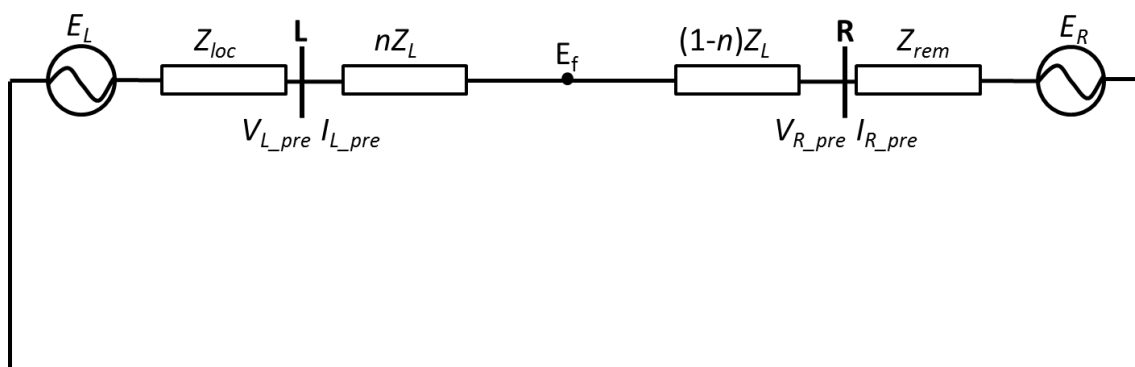 E_L
Z_loc
L
nZ_L
E_f
(1-n)Z_L
R
Z_rem
E_R
V_L_pre I_L_pre
V_R_pre I_R_pre